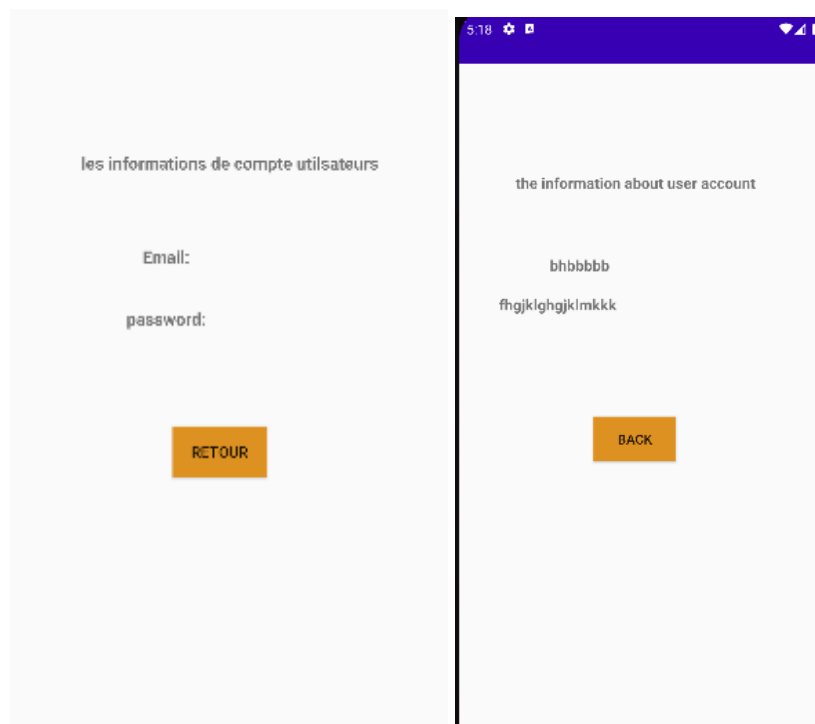 les informations de compte utilsateurs
Email:
password:
RETOUR
5:18
the information about user account
bhbbbbb
fhgjklghgjklmkkk
BACK